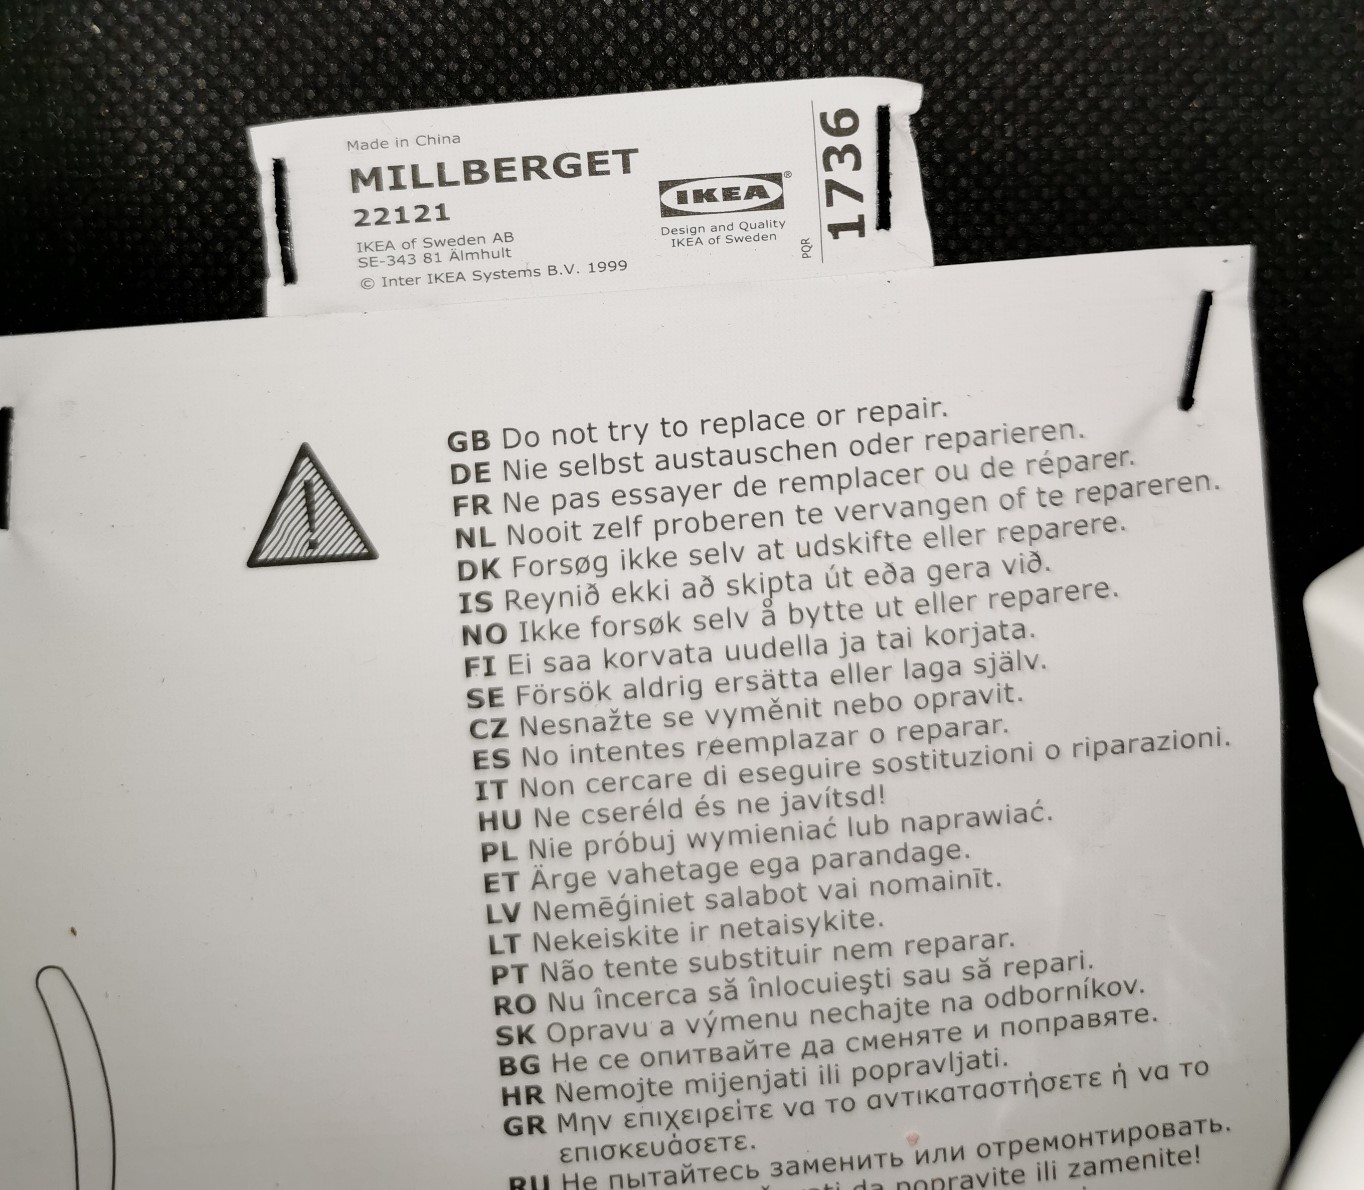 Made in China
MILLBERGET
22121
IKEA of Sweden AB
SE-343 81 Älmhult
© Inter IKEA Systems B.V. 1999
IKEA®
Design and Quality
IKEA of Sweden
PQR
1736
GB Do not try to replace or repair.
DE Nie selbst austauschen oder reparieren.
FR Ne pas essayer de remplacer ou de réparer.
NL Nooit zelf proberen te vervangen of te repareren.
DK Forsøg ikke selv at udskifte eller reparere.
IS Reynið ekki að skipta út eða gera við.
NO Ikke forsøk selv å bytte ut eller reparere.
FI Ei saa korvata uudella ja tai korjata.
SE Försök aldrig ersätta eller laga själv.
CZ Nesnažte se vyměnit nebo opravit.
ES No intentes reemplazar o reparar.
IT Non cercare di eseguire sostituzioni o riparazioni.
HU Ne cseréld és ne javítsd!
PL Nie próbuj wymieniać lub naprawiać.
ET Ärge vahetage ega parandage.
LV Nemēģiniet salabot vai nomainīt.
LT Nekeiskite ir netaisykite.
PT Não tente substituir nem reparar.
RO Nu încerca să înlocuieşti sau să repari.
SK Opravu a výmenu nechajte na odborníkov.
BG Не се опитвайте да сменяте и поправяте.
HR Nemojte mijenjati ili popravljati.
GR Μην επιχειρείτε να το αντικαταστήσετε ή να το
επισκευάσετε.
RU Не пытайтесь заменить или отремонтировать.
da popravite ili zamenite!